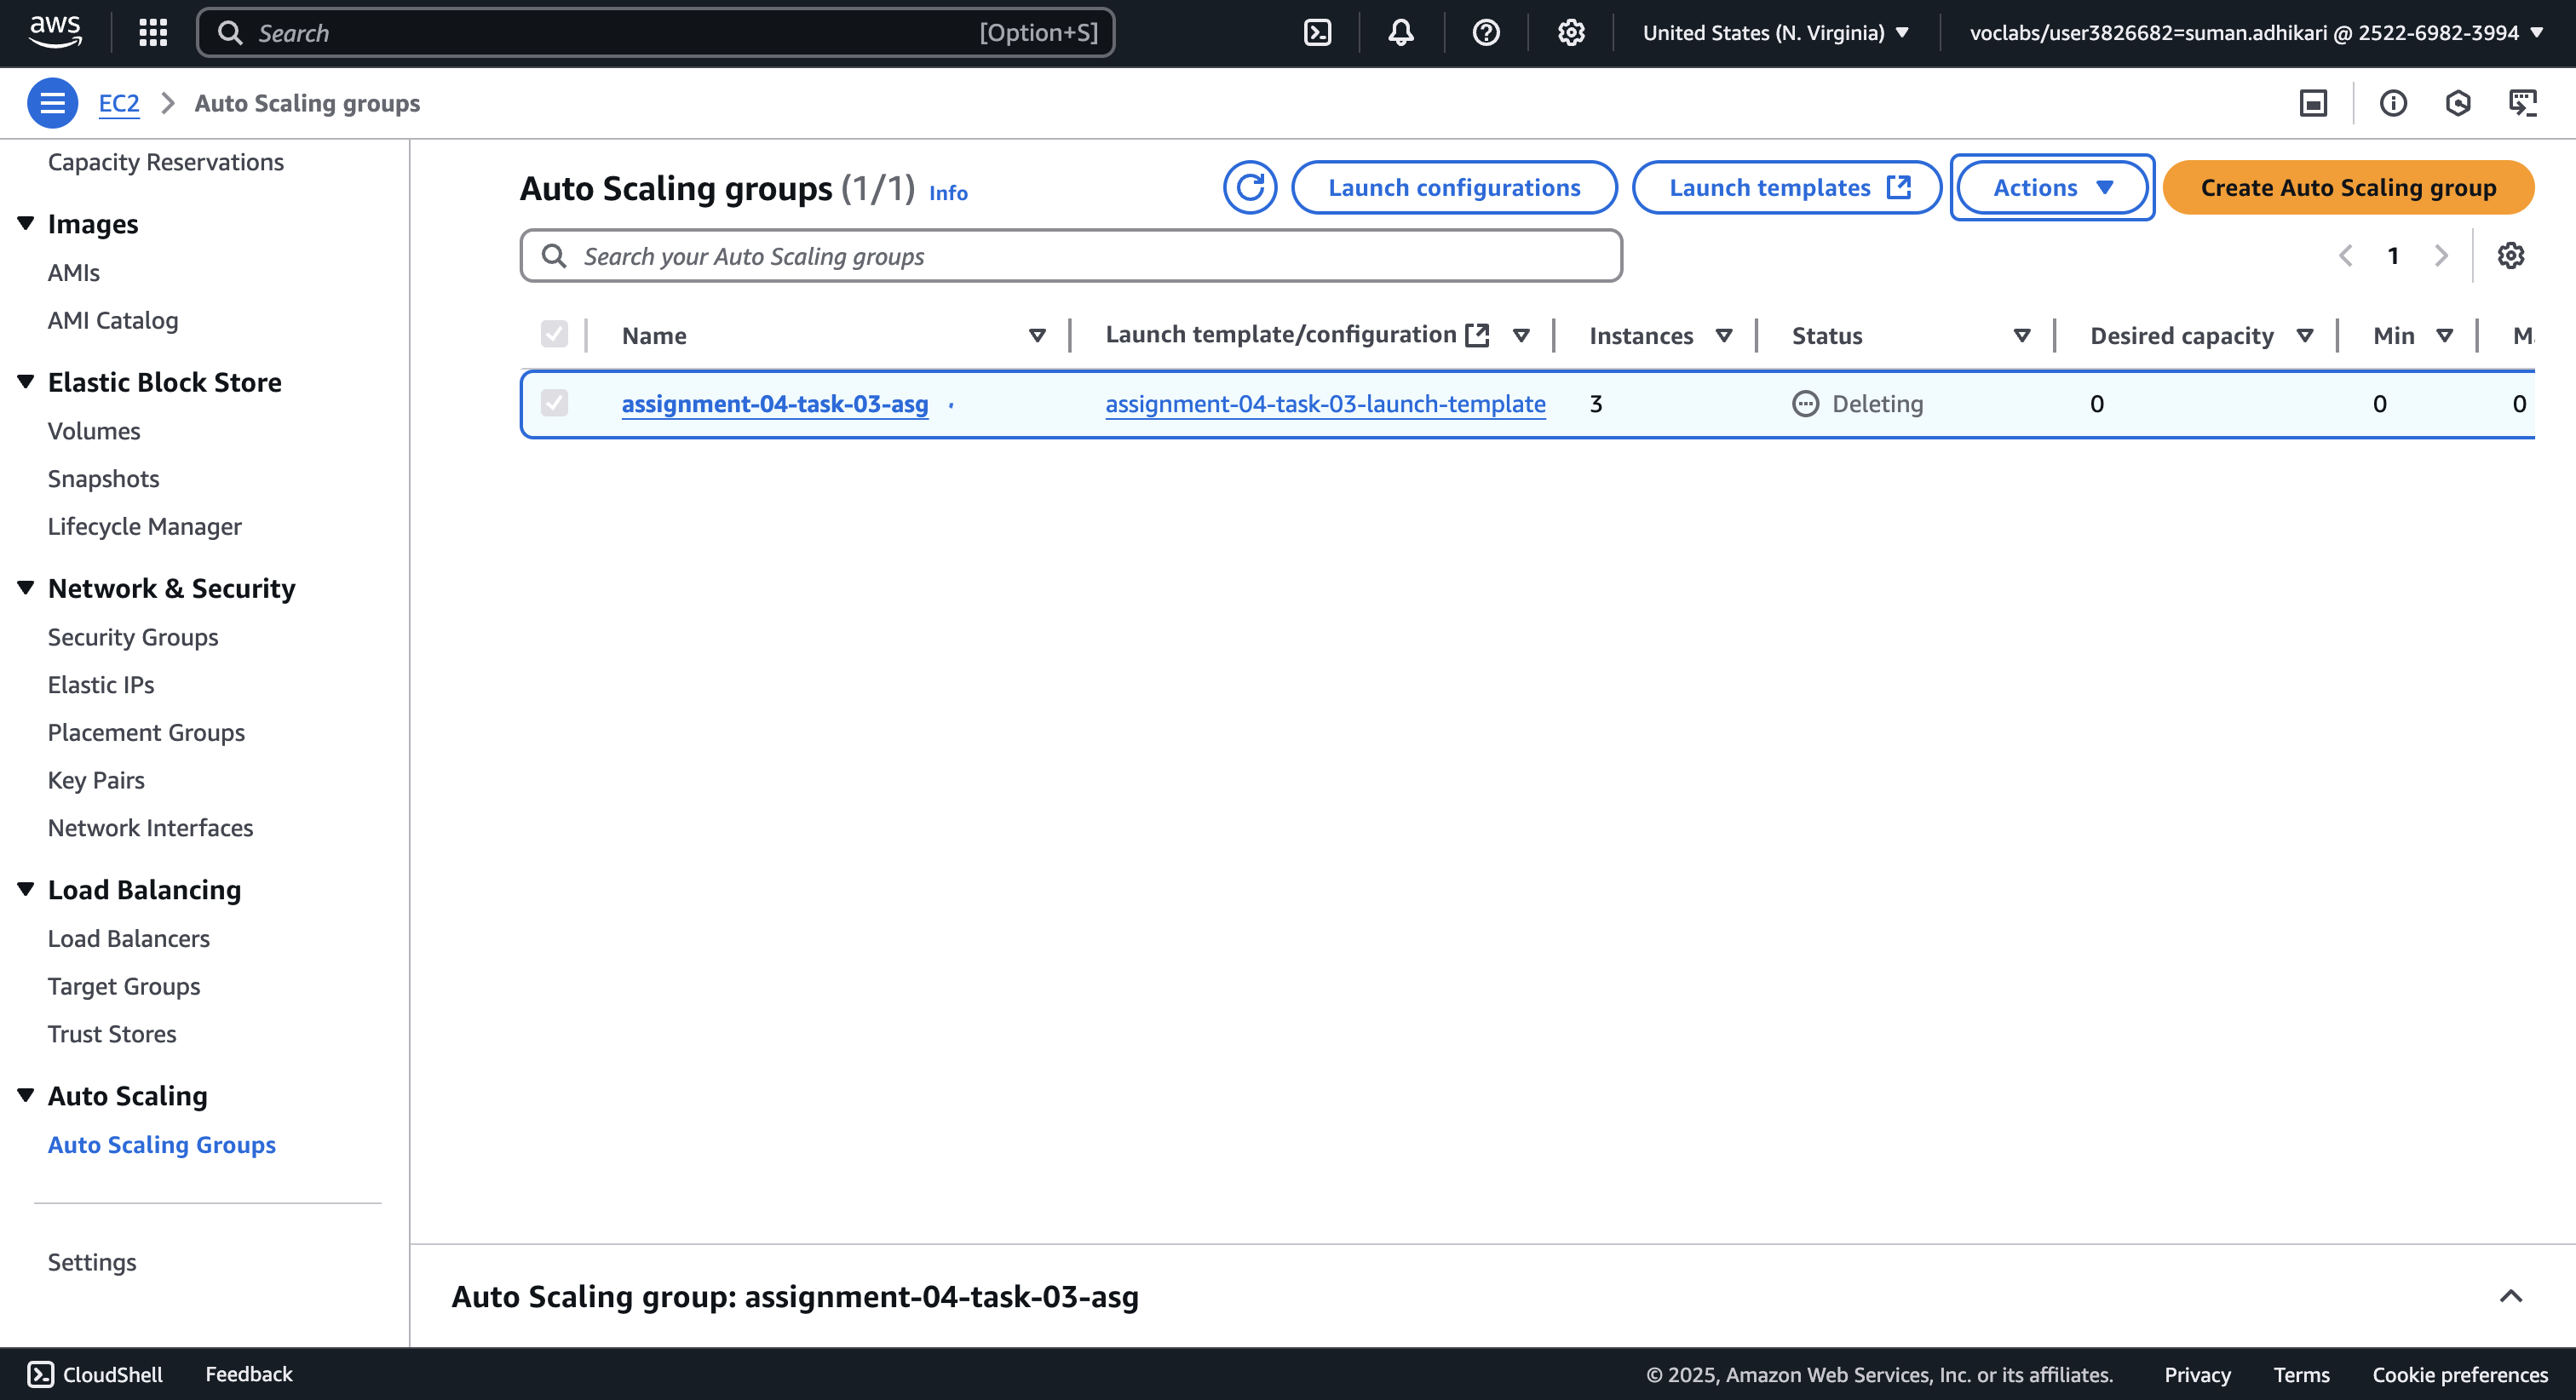 aws
Search [Option+S]
United States (N. Virginia)
voclabs/user3826682=suman.adhikari @ 2522-6982-3994
EC2 Auto Scaling groups
Capacity Reservations
Images
AMIs
AMI Catalog
Elastic Block Store
Volumes
Snapshots
Lifecycle Manager
Network & Security
Security Groups
Elastic IPs
Placement Groups
Key Pairs
Network Interfaces
Load Balancing
Load Balancers
Target Groups
Trust Stores
Auto Scaling
Auto Scaling Groups
Settings
Auto Scaling groups (1/1) Info
Launch configurations
Launch templates
Actions
Create Auto Scaling group
Search your Auto Scaling groups
1
Name Launch template/configuration Instances Status Desired capacity Min M
assignment-04-task-03-asg assignment-04-task-03-launch-template 3 Deleting 0 0 0
Auto Scaling group: assignment-04-task-03-asg
CloudShell Feedback
© 2025, Amazon Web Services, Inc. or its affiliates. Privacy Terms Cookie preferences